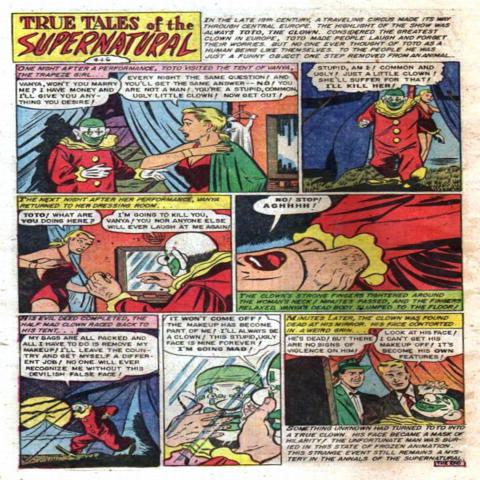 TRUE TALES of the
SUPERNATURAL
#16
IN THE LATE 19TH CENTURY, A TRAVELING CIRCUS MADE ITS WAY
THROUGH CENTRAL EUROPE. THE HIGHLIGHT OF THE SHOW WAS
ALWAYS TOTO, THE CLOWN. CONSIDERED THE GREATEST
CLOWN IN EUROPE, TOTO MADE PEOPLE LAUGH AND FORGET
THEIR WORRIES. BUT NO ONE EVER THOUGHT OF TOTO AS A
HUMAN BEING LIKE THEMSELVES. TO THE PEOPLE HE WAS
JUST A FUNNY OBJECT ONE STEP REMOVED FROM AN ANIMAL.
ONE NIGHT AFTER A PERFORMANCE, TOTO VISITED THE TENT OF VANYA,
THE TRAPEZE GIRL...
VANYA, WON'T YOU MARRY
ME? I HAVE MONEY AND
I'LL GIVE YOU ANY-
THING YOU DESIRE!
EVERY NIGHT THE SAME QUESTION! AND
YOU'LL GET THE SAME ANSWER--NO! YOU
ARE NOT A MAN! YOU'RE A STUPID, COMMON,
UGLY LITTLE CLOWN! NOW GET OUT!
STUPID, AM I! COMMON AND
UGLY! JUST A LITTLE CLOWN!
SHE'LL SUFFER FOR THAT!
I'LL KILL HER!
THE NEXT NIGHT AFTER HER PERFORMANCE, VANYA
RETURNED TO HER DRESSING ROOM...
TOTO! WHAT ARE
YOU DOING HERE?
I'M GOING TO KILL YOU,
VANYA! YOU NOR ANYONE ELSE
WILL EVER LAUGH AT ME AGAIN!
NO! STOP!
AGHHHH!
THE CLOWN'S STRONG FINGERS TIGHTENED AROUND
THE WOMAN'S NECK! MINUTES PASSED, AND THE FINGERS
RELAXED. VANYA'S DEAD BODY SLUMPED TO THE FLOOR!
HIS EVIL DEED COMPLETED, THE
HALF MAD CLOWN RACED BACK TO
HIS TENT...
MY BAGS ARE ALL PACKED AND
ALL I HAVE TO DO IS REMOVE MY
MAKEUP! I'LL LEAVE THE COUN-
TRY AND GET MYSELF A DIFFER-
ENT JOB! NO ONE WILL EVER
RECOGNIZE ME WITHOUT THIS
DEVILISH FALSE FACE!
IT WON'T COME OFF!
THE MAKEUP HAS BECOME
PART OF ME! I'LL ALWAYS BE
A CLOWN! THIS STUPID, UGLY
FACE IS MINE FOREVER!
I'M GOING MAD!
MINUTES LATER, THE CLOWN WAS FOUND
DEAD AT HIS MIRROR. HIS FACE CONTORTED
IN A WEIRD GRIN.
HE'S DEAD! BUT THERE
ARE NO SIGNS OF
VIOLENCE ON HIM!
LOOK AT HIS FACE!
I CAN'T GET HIS
MAKEUP OFF! IT'S
BECOME HIS OWN
FEATURES!
SOMETHING UNKNOWN HAD TURNED TOTO INTO
A TRUE CLOWN. HIS FACE BECAME A MASK OF
HILARITY! THE UNFORTUNATE MAN WAS BUR-
IED IN THIS STATE OF FROZEN ANIMATION.
THIS STRANGE EVENT STILL REMAINS A MYS-
TERY IN THE ANNALS OF THE SUPERNATURAL.
THE END